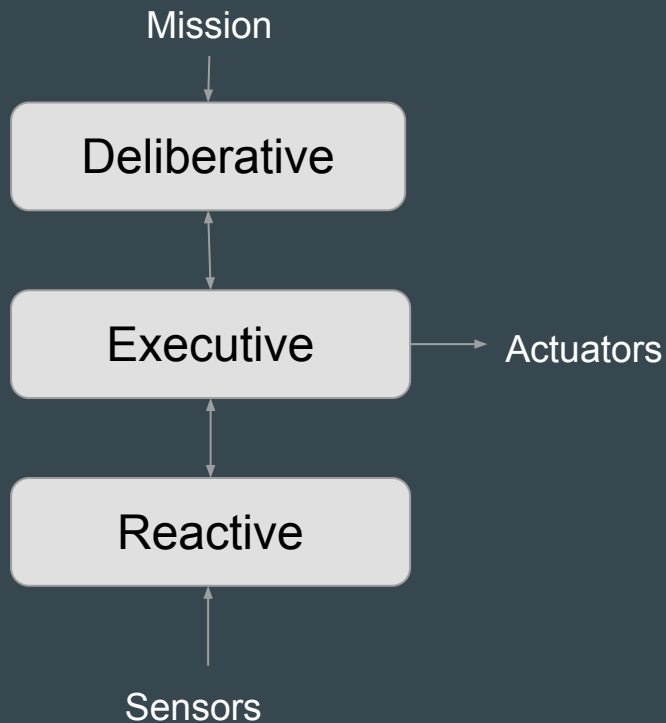 Mission
Deliberative
Executive
Actuators
Reactive
Sensors